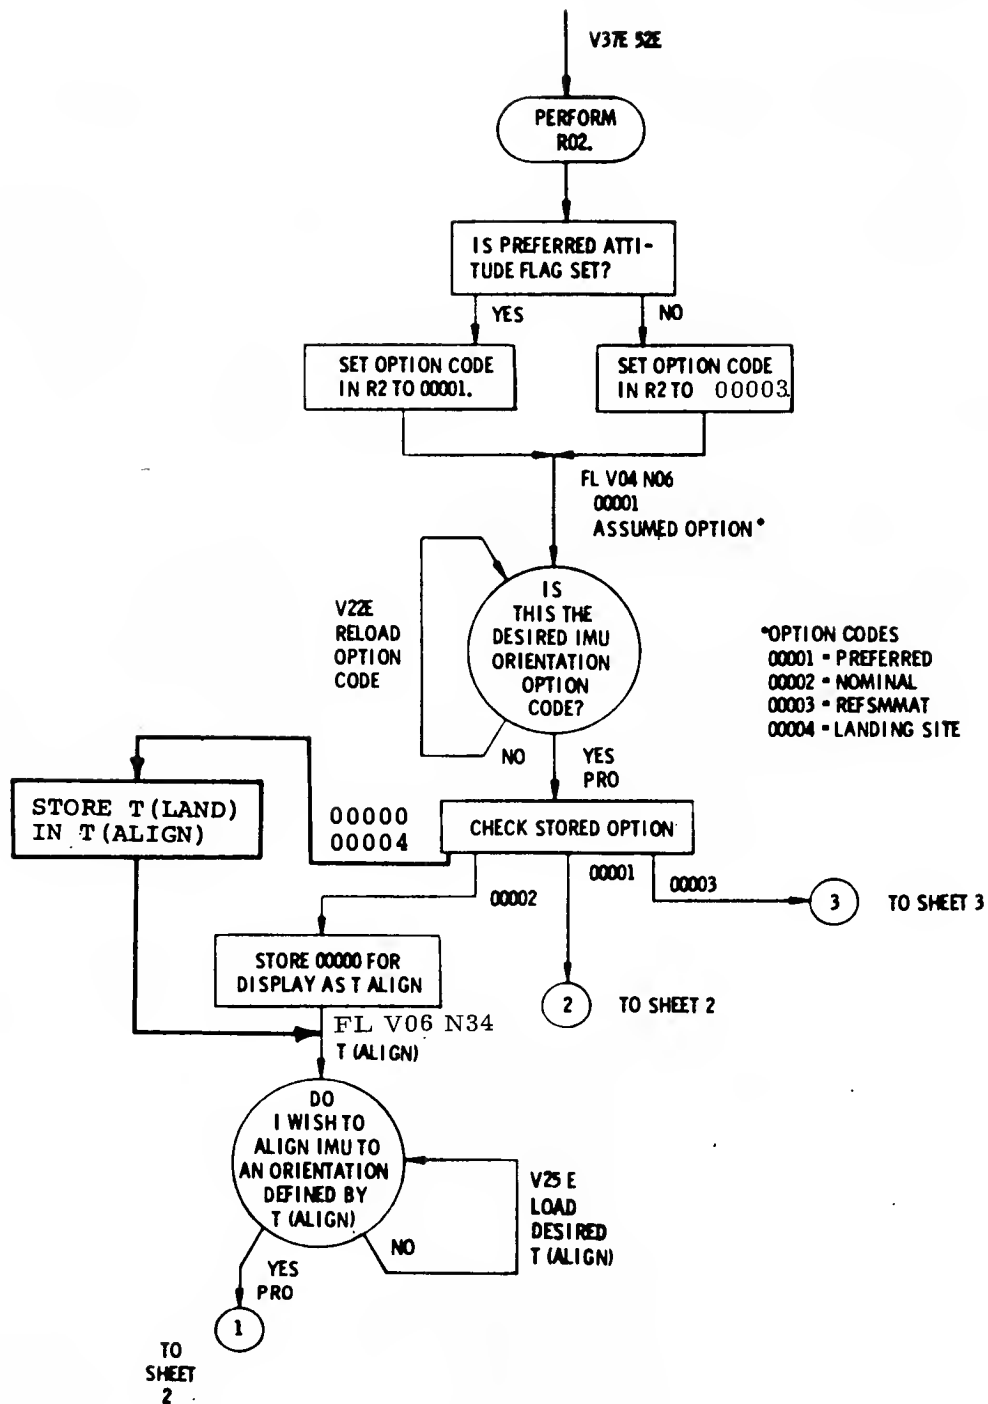 V37E 52E
PERFORM
R02.
IS PREFERRED ATTI-
TUDE FLAG SET?
YES
NO
SET OPTION CODE
IN R2 TO 00001.
SET OPTION CODE
IN R2 TO 00003.
FL V04 N06
00001
ASSUMED OPTION*
IS
THIS THE
DESIRED IMU
ORIENTATION
OPTION
CODE?
V22E
RELOAD
OPTION
CODE
NO
YES
PRO
*OPTION CODES
00001 = PREFERRED
00002 = NOMINAL
00003 = REFSMMAT
00004 = LANDING SITE
STORE T (LAND)
IN T (ALIGN)
00000
00004
CHECK STORED OPTION
00002
00001
00003
3
TO SHEET 3
STORE 00000 FOR
DISPLAY AS T ALIGN
2
TO SHEET 2
FL V06 N34
T (ALIGN)
DO
I WISH TO
ALIGN IMU TO
AN ORIENTATION
DEFINED BY
T (ALIGN)
V25 E
LOAD
DESIRED
T (ALIGN)
NO
YES
PRO
1
TO
SHEET
2